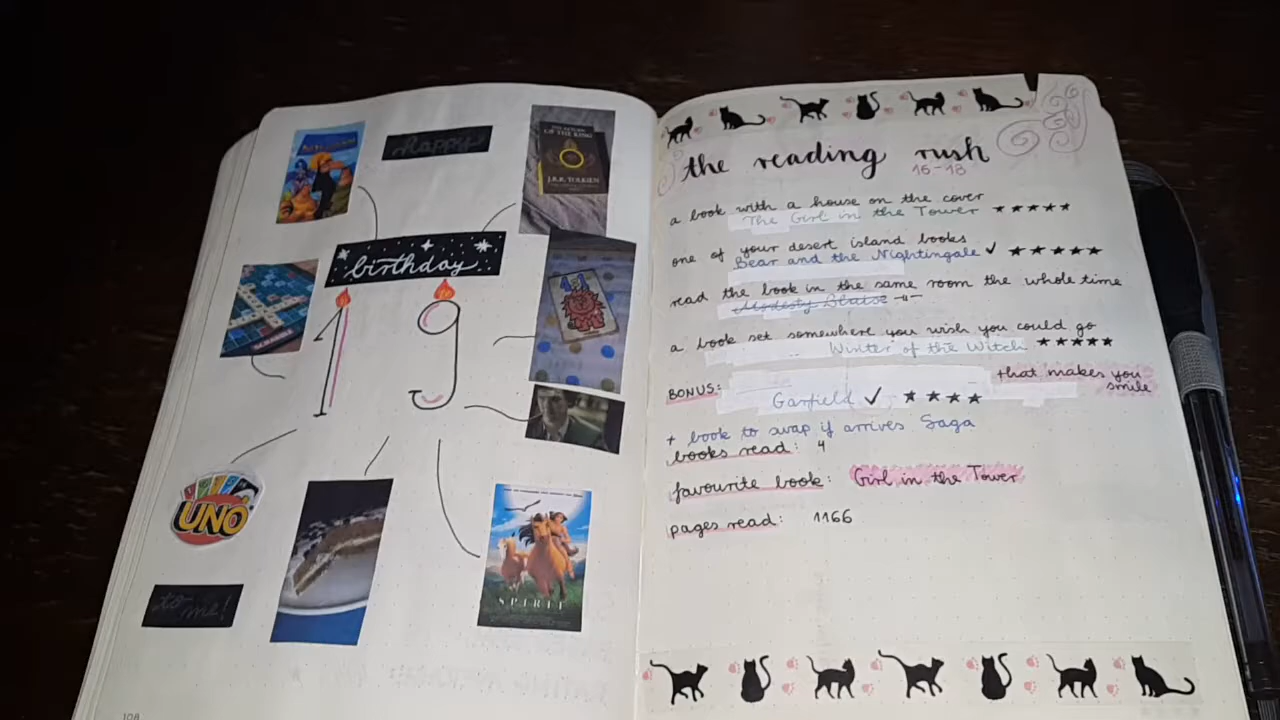 happy
birthday
19
THE RETURN
OF THE KING
J.R.R. TOLKIEN
UNO
to me!
SPIRIT
108
the reading rush
16-18
a book with a house on the cover
The Girl in the Tower ★★★★★
one of your desert island books
Bear and the Nightingale ✓ ★★★★★
read the book in the same room the whole time
Modesty Blaise -11-
a book set somewhere you wish you could go
Winter of the Witch ★★★★★
BONUS: that makes you
smile
Garfield ✓ ★★★★
+ book to swap if arrives Saga
books read: 4
favourite book: Girl in the Tower
pages read: 1166